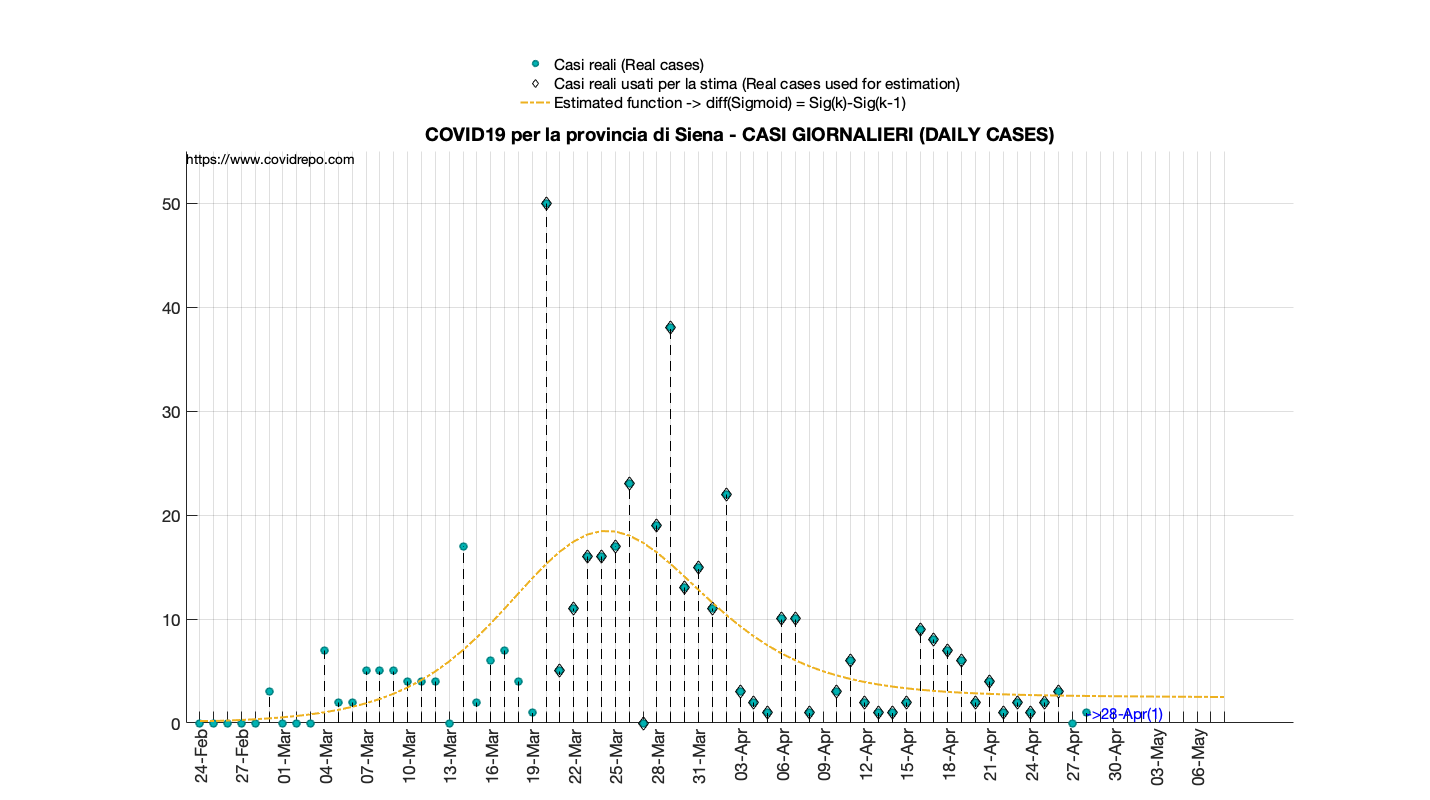 Casi reali (Real cases)
Casi reali usati per la stima (Real cases used for estimation)
Estimated function -> diff(Sigmoid) = Sig(k)-Sig(k-1)
COVID19 per la provincia di Siena - CASI GIORNALIERI (DAILY CASES)
https://www.covidrepo.com
50
40
30
20
10
0
->28-Apr(1)
24-Feb
27-Feb
01-Mar
04-Mar
07-Mar
10-Mar
13-Mar
16-Mar
19-Mar
22-Mar
25-Mar
28-Mar
31-Mar
03-Apr
06-Apr
09-Apr
12-Apr
15-Apr
18-Apr
21-Apr
24-Apr
27-Apr
30-Apr
03-May
06-May